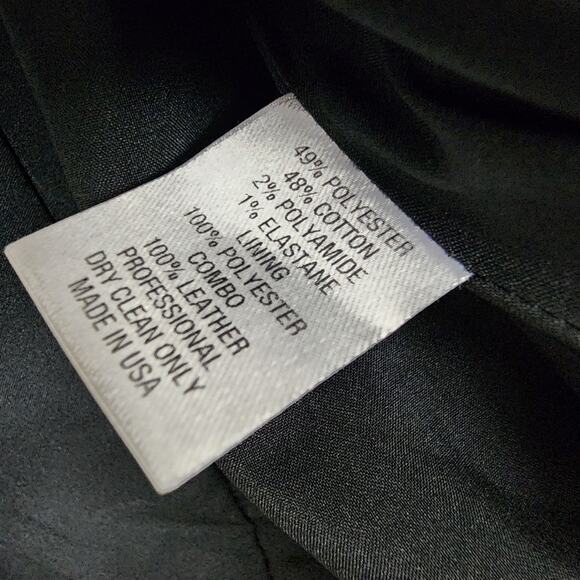 49% POLYESTER
48% COTTON
2% POLYAMIDE
1% ELASTANE
LINING
100% POLYESTER
COMBO
100% LEATHER
PROFESSIONAL
DRY CLEAN ONLY
MADE IN USA